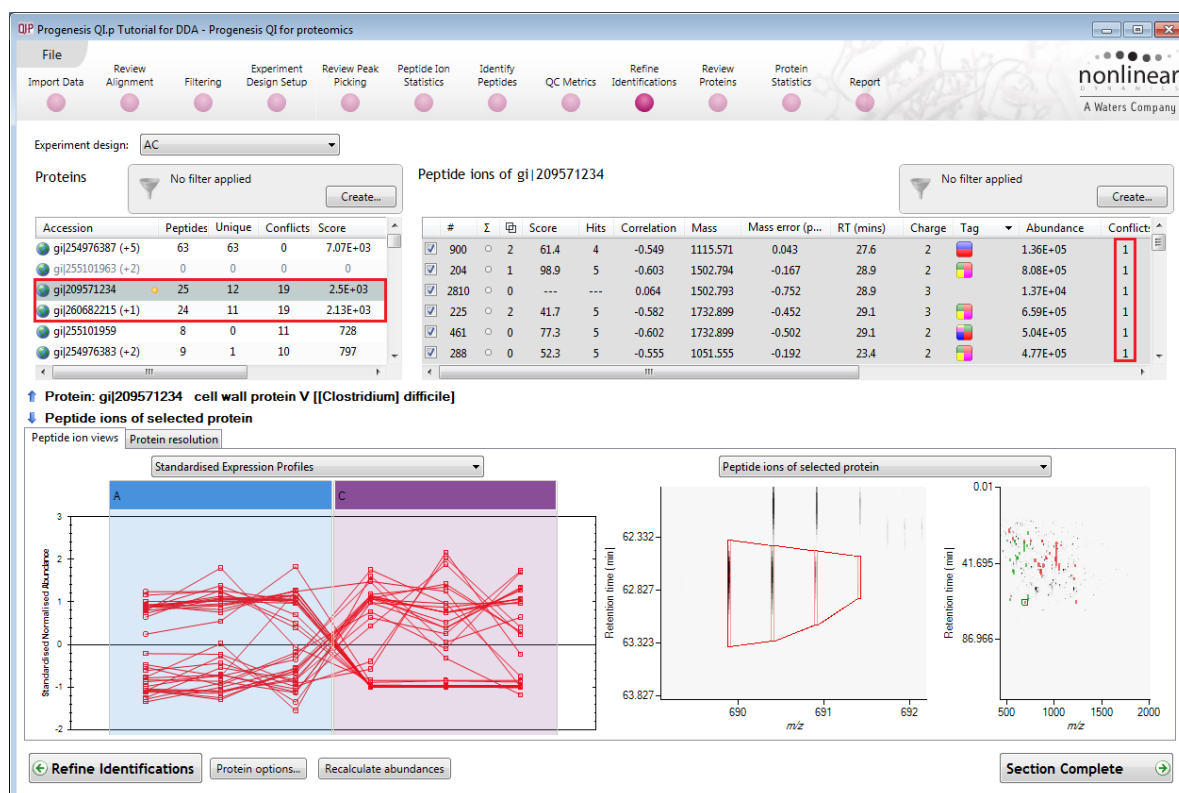 QIP Progenesis QI.p Tutorial for DDA - Progenesis QI for proteomics
File
Import Data
Review Alignment
Filtering
Experiment Design Setup
Review Peak Picking
Peptide Ion Statistics
Identify Peptides
QC Metrics
Refine Identifications
Review Proteins
Protein Statistics
Report
nonlinear
DYNAMICS
A Waters Company
Experiment design: AC
Proteins
No filter applied
Create...
Peptide ions of gi|209571234
No filter applied
Create...
Accession Peptides Unique Conflicts Score
gi|254976387 (+5) 63 63 0 7.07E+03
gi|255101963 (+2) 0 0 0 0
gi|209571234 25 12 19 2.5E+03
gi|260682215 (+1) 24 11 19 2.13E+03
gi|255101959 8 0 11 728
gi|254976383 (+2) 9 1 10 797
# Σ Score Hits Correlation Mass Mass error (p... RT (mins) Charge Tag Abundance Conflicts
900 2 61.4 4 -0.549 1115.571 0.043 27.6 2 1.36E+05 1
204 1 98.9 5 -0.603 1502.794 -0.167 28.9 2 8.08E+05 1
2810 0 --- --- 0.064 1502.793 -0.752 28.9 3 1.37E+04 1
225 2 41.7 5 -0.582 1732.899 -0.452 29.1 3 6.59E+05 1
461 0 77.3 5 -0.602 1732.899 -0.502 29.1 2 5.04E+05 1
288 0 52.3 5 -0.555 1051.555 -0.192 23.4 2 4.77E+05 1
Protein: gi|209571234 cell wall protein V [[Clostridium] difficile]
Peptide ions of selected protein
Peptide ion views Protein resolution
Standardised Expression Profiles
A C
Standardised Normalised Abundance
3
2
1
0
-1
-2
Peptide ions of selected protein
Retention time [min]
62.332
62.827
63.323
63.827
690 691 692
m/z
Retention time [min]
0.01
41.695
86.966
500 1000 1500 2000
m/z
Refine Identifications
Protein options...
Recalculate abundances
Section Complete